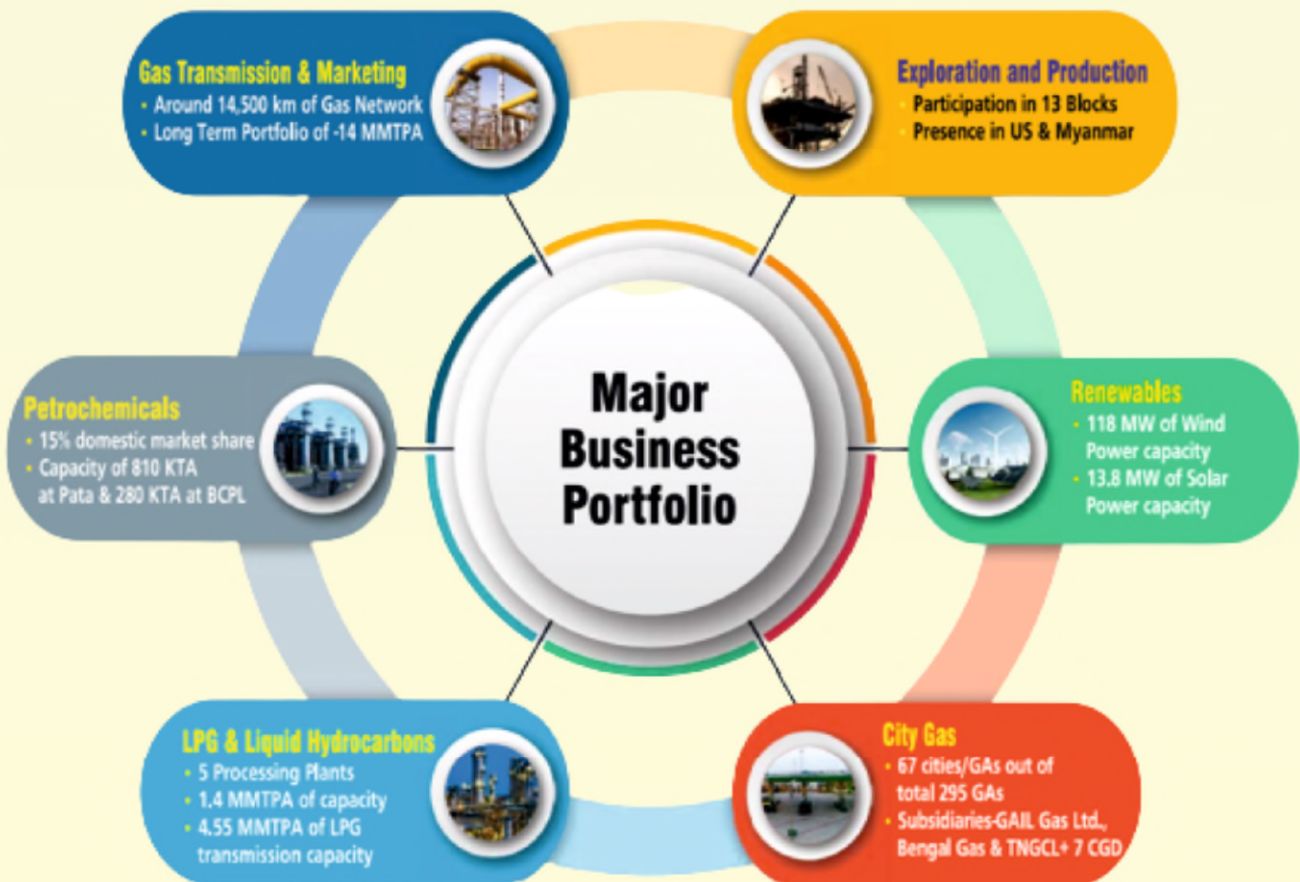 Gas Transmission & Marketing
• Around 14,500 km of Gas Network
• Long Term Portfolio of -14 MMTPA
Exploration and Production
• Participation in 13 Blocks
• Presence in US & Myanmar
Petrochemicals
• 15% domestic market share
• Capacity of 810 KTA
at Pata & 280 KTA at BCPL
Major
Business
Portfolio
Renewables
• 118 MW of Wind
Power capacity
• 13.8 MW of Solar
Power capacity
LPG & Liquid Hydrocarbons
• 5 Processing Plants
• 1.4 MMTPA of capacity
• 4.55 MMTPA of LPG
transmission capacity
City Gas
• 67 cities/GAs out of
total 295 GAs
• Subsidiaries-GAIL Gas Ltd.,
Bengal Gas & TNGCL+ 7 CGD